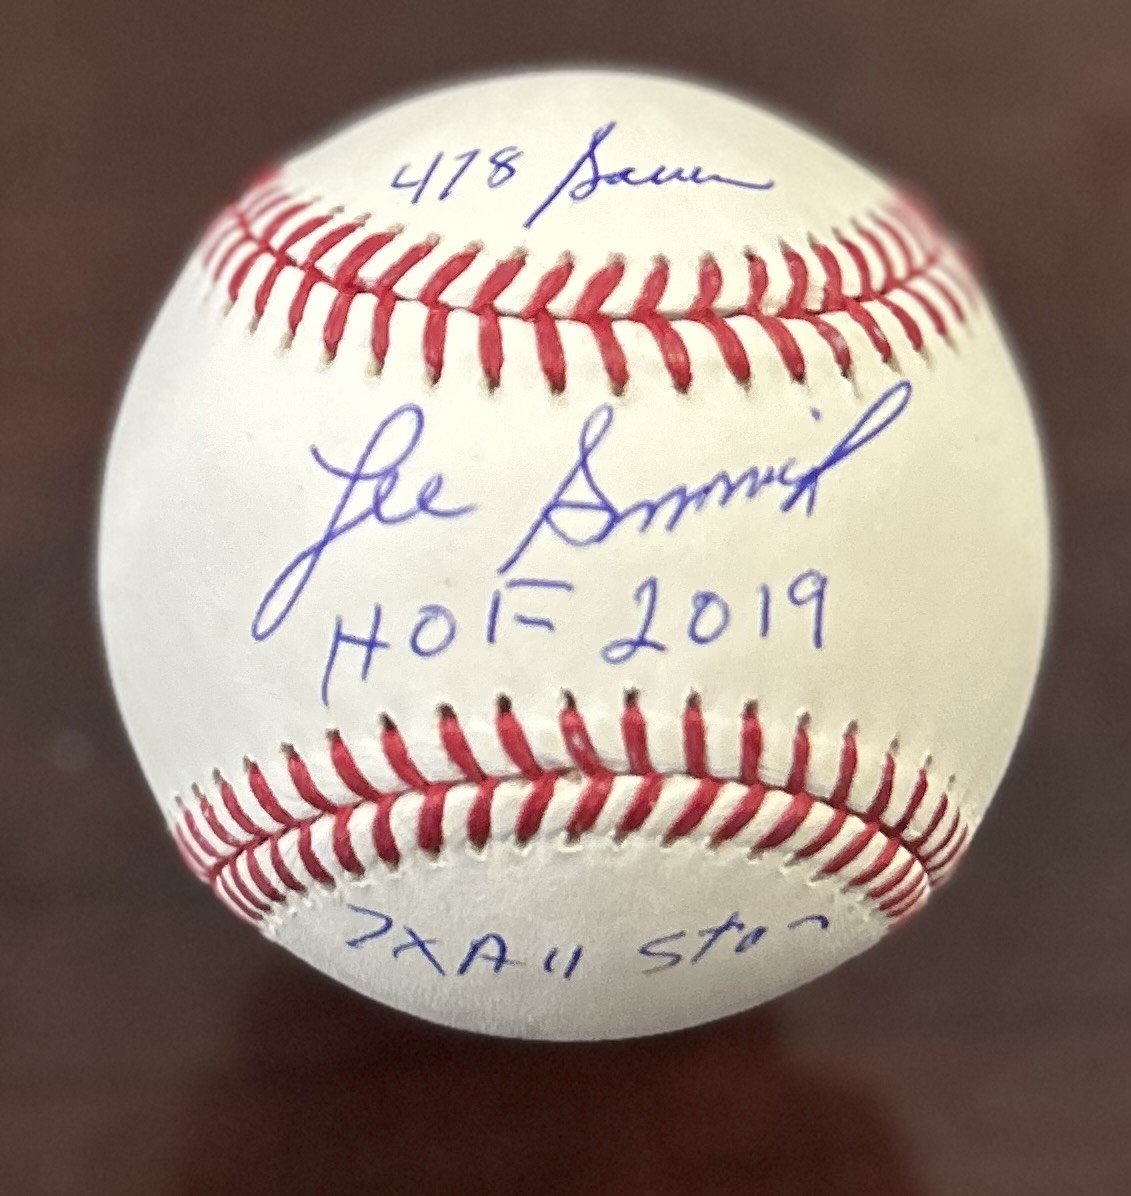 478 Saves
Lee Smith
HOF 2019
7x All Star